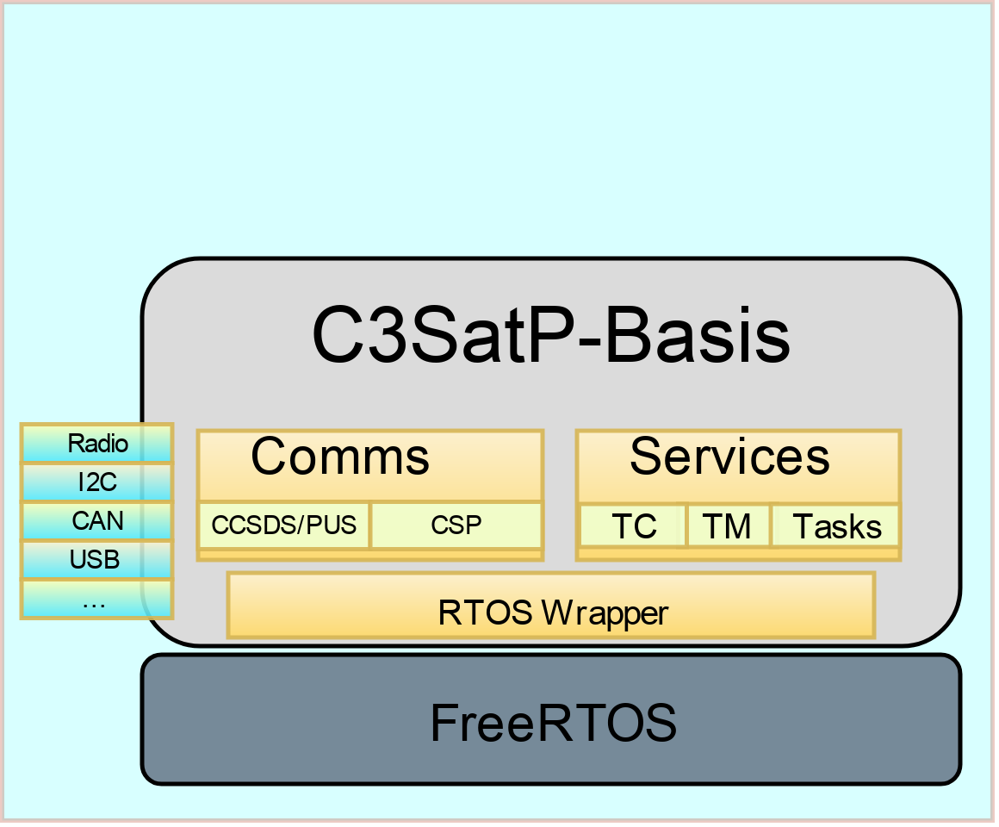 C3SatP-Basis
Radio
I2C
CAN
USB
...
Comms
CCSDS/PUS
CSP
Services
TC
TM
Tasks
RTOS Wrapper
FreeRTOS